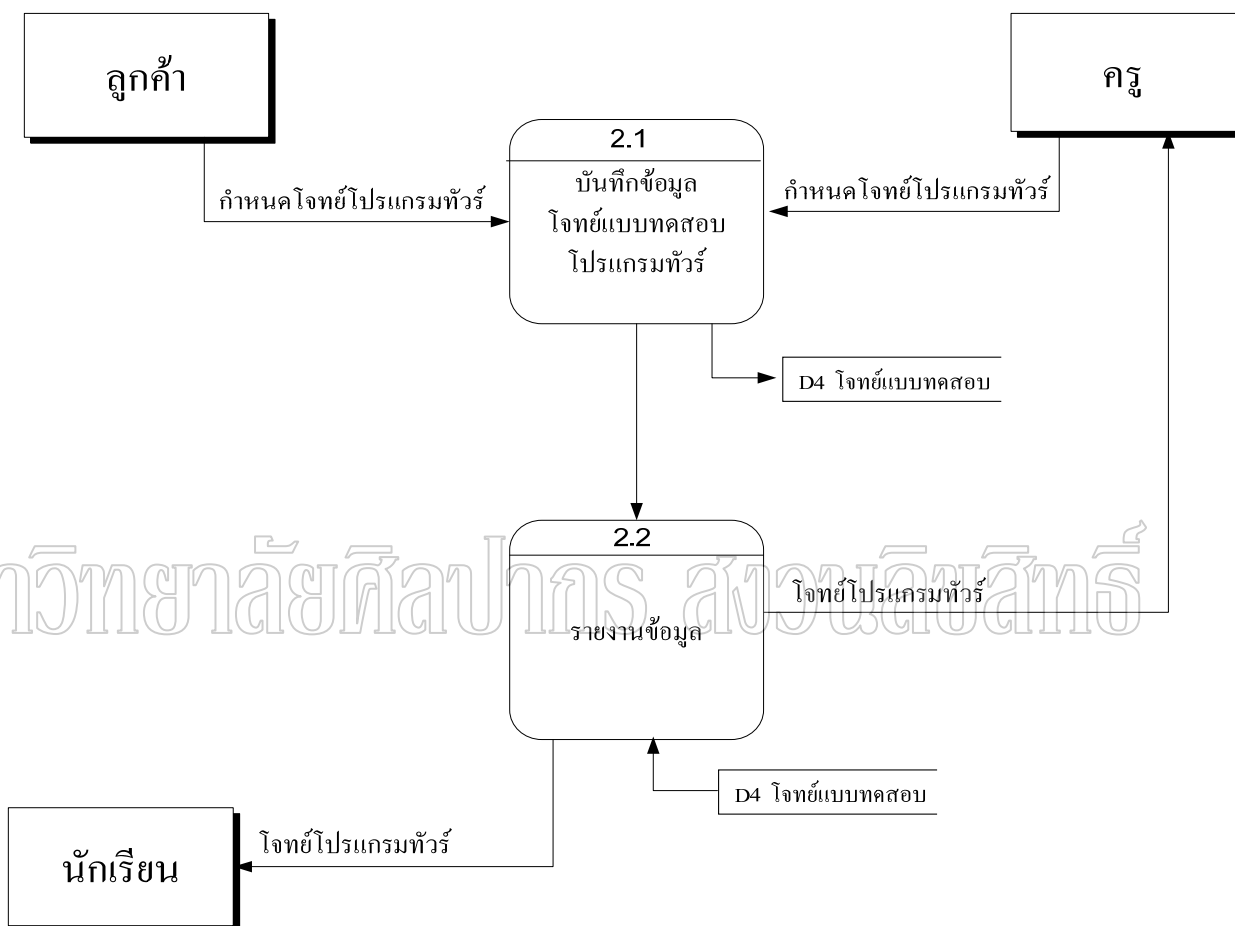 ลูกค้า
ครู
2.1
บันทึกข้อมูล
โจทย์แบบทดสอบ
โปรแกรมทัวร์
กำหนดโจทย์โปรแกรมทัวร์
กำหนดโจทย์โปรแกรมทัวร์
D4 โจทย์แบบทดสอบ
2.2
รายงานข้อมูล
โจทย์โปรแกรมทัวร์
D4 โจทย์แบบทดสอบ
โจทย์โปรแกรมทัวร์
นักเรียน
าวิทยาลัยศิลปากร สงวนลิขสิทธิ์